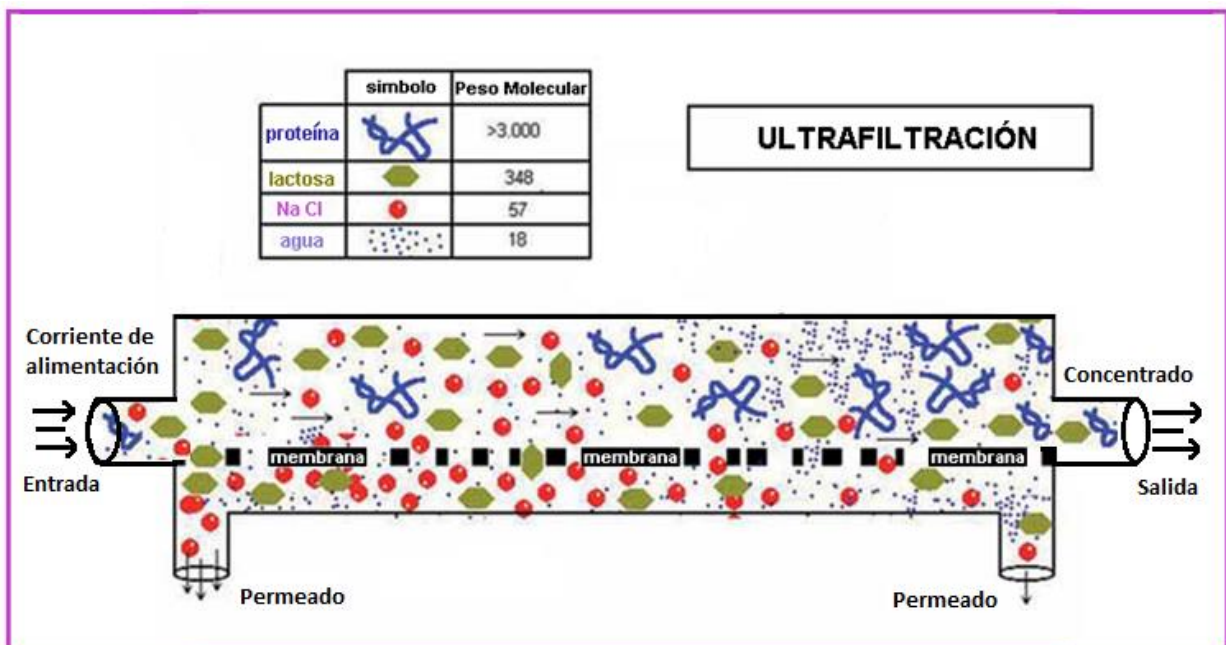 simbolo Peso Molecular
proteína >3.000
lactosa 348
Na Cl 57
agua 18
ULTRAFILTRACIÓN
Corriente de
alimentación
Concentrado
membrana membrana membrana
Entrada
Salida
Permeado
Permeado